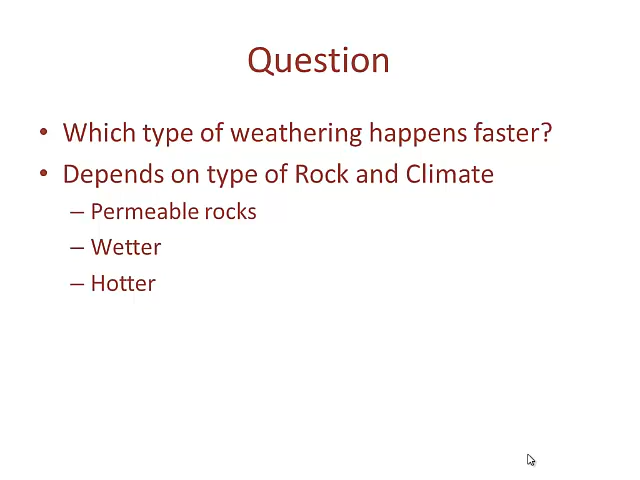 Question
• Which type of weathering happens faster?
• Depends on type of Rock and Climate
– Permeable rocks
– Wetter
– Hotter